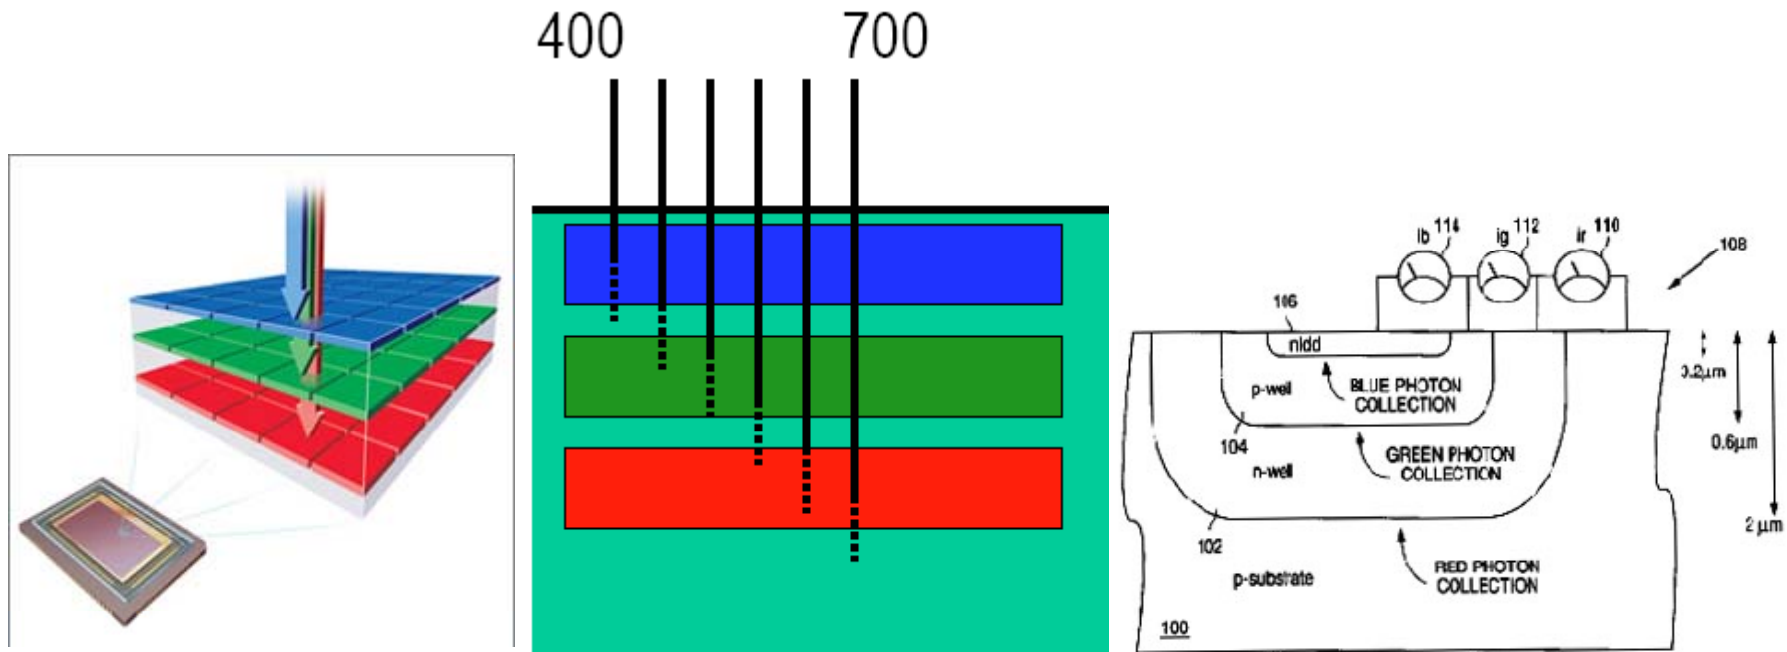 400 700
Ib 114 ig 112 ir 110
108
106
nldd
0.2μm
p-well
BLUE PHOTON
COLLECTION
104
0.6μm
GREEN PHOTON
COLLECTION
n-well
2 μm
102
RED PHOTON
COLLECTION
p-substrate
100